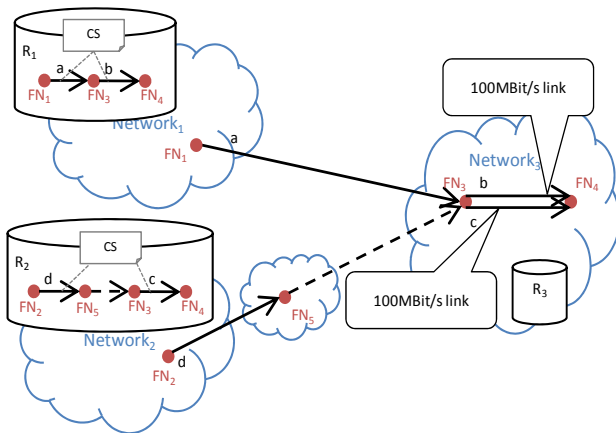 CS
R1
a
b
FN1
FN3
FN4
Network1
FN1
a
100MBit/s link
Network3
FN3
b
FN4
c
CS
R2
d
c
FN2
FN5
FN3
FN4
100MBit/s link
R3
FN5
Network2
FN2
d